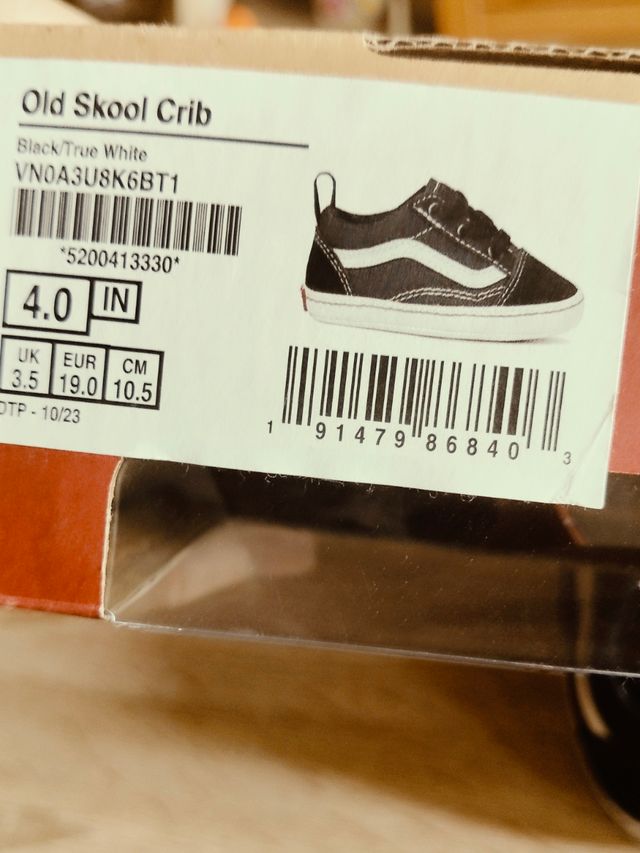 Old Skool Crib
Black/True White
VN0A3U8K6BT1
*5200413330*
4.0 IN
UK EUR CM
3.5 19.0 10.5
DTP - 10/23
1 91479 86840 3